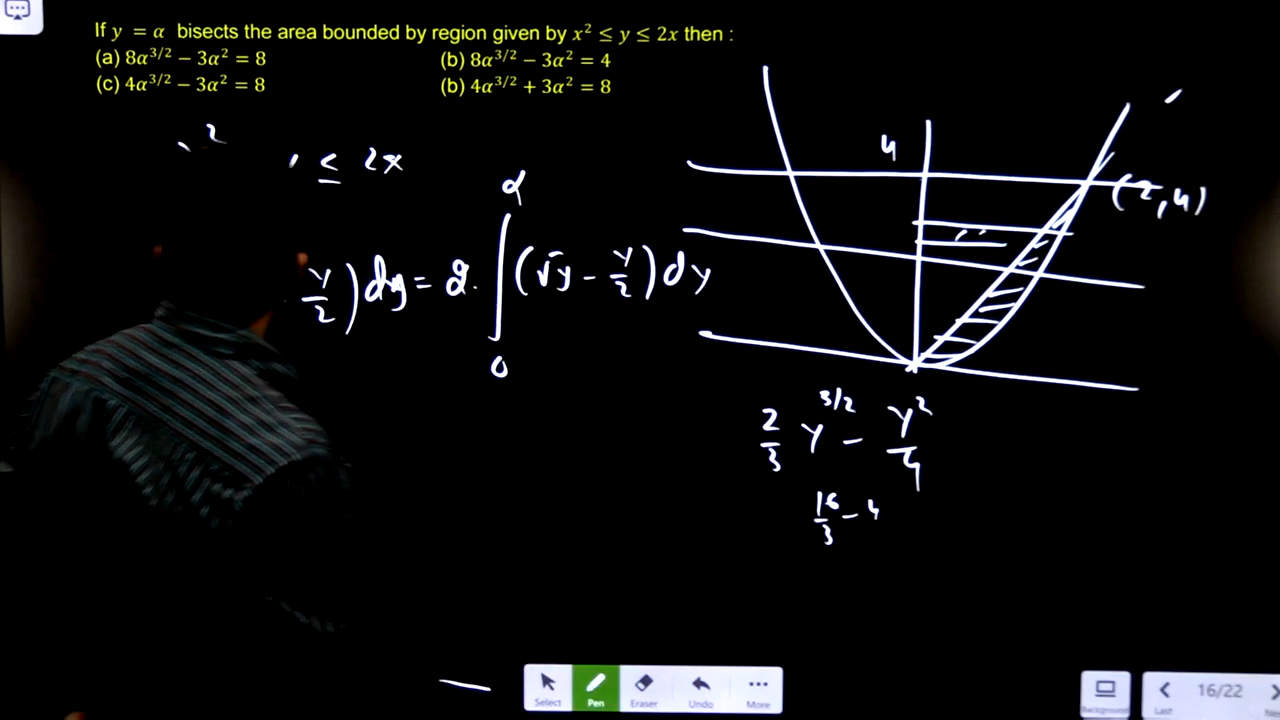 If y = α bisects the area bounded by region given by x² ≤ y ≤ 2x then :
(a) 8α^{3/2} − 3α² = 8 (b) 8α^{3/2} − 3α² = 4
(c) 4α^{3/2} − 3α² = 8 (b) 4α^{3/2} + 3α² = 8
2 ≤ 2x
y/2) dy = 2. ∫₀^α (√y − y/2) dy
4
(2,4)
2/3 y^{3/2} − y²/4
16/3 − 4
Select Pen Eraser Undo More
Background Last 16/22